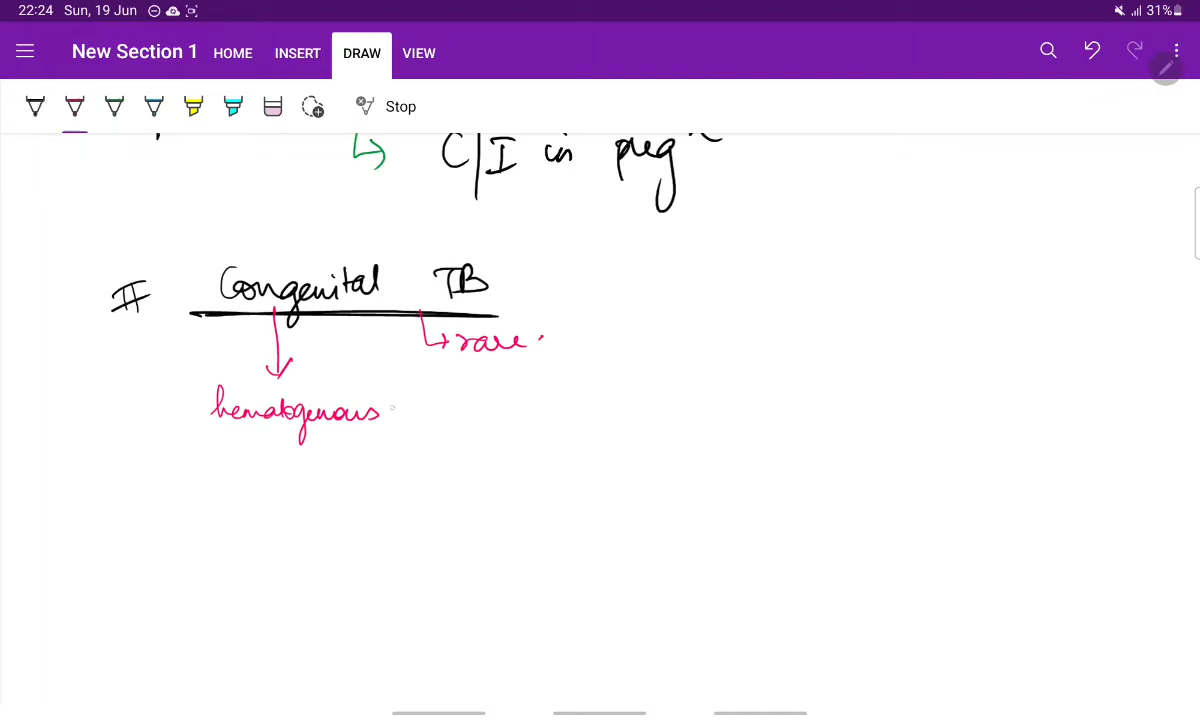 22:24 Sun, 19 Jun 31%
New Section 1 HOME INSERT DRAW VIEW
Stop
C/I in preg
# Congenital TB
rare.
hematogenous